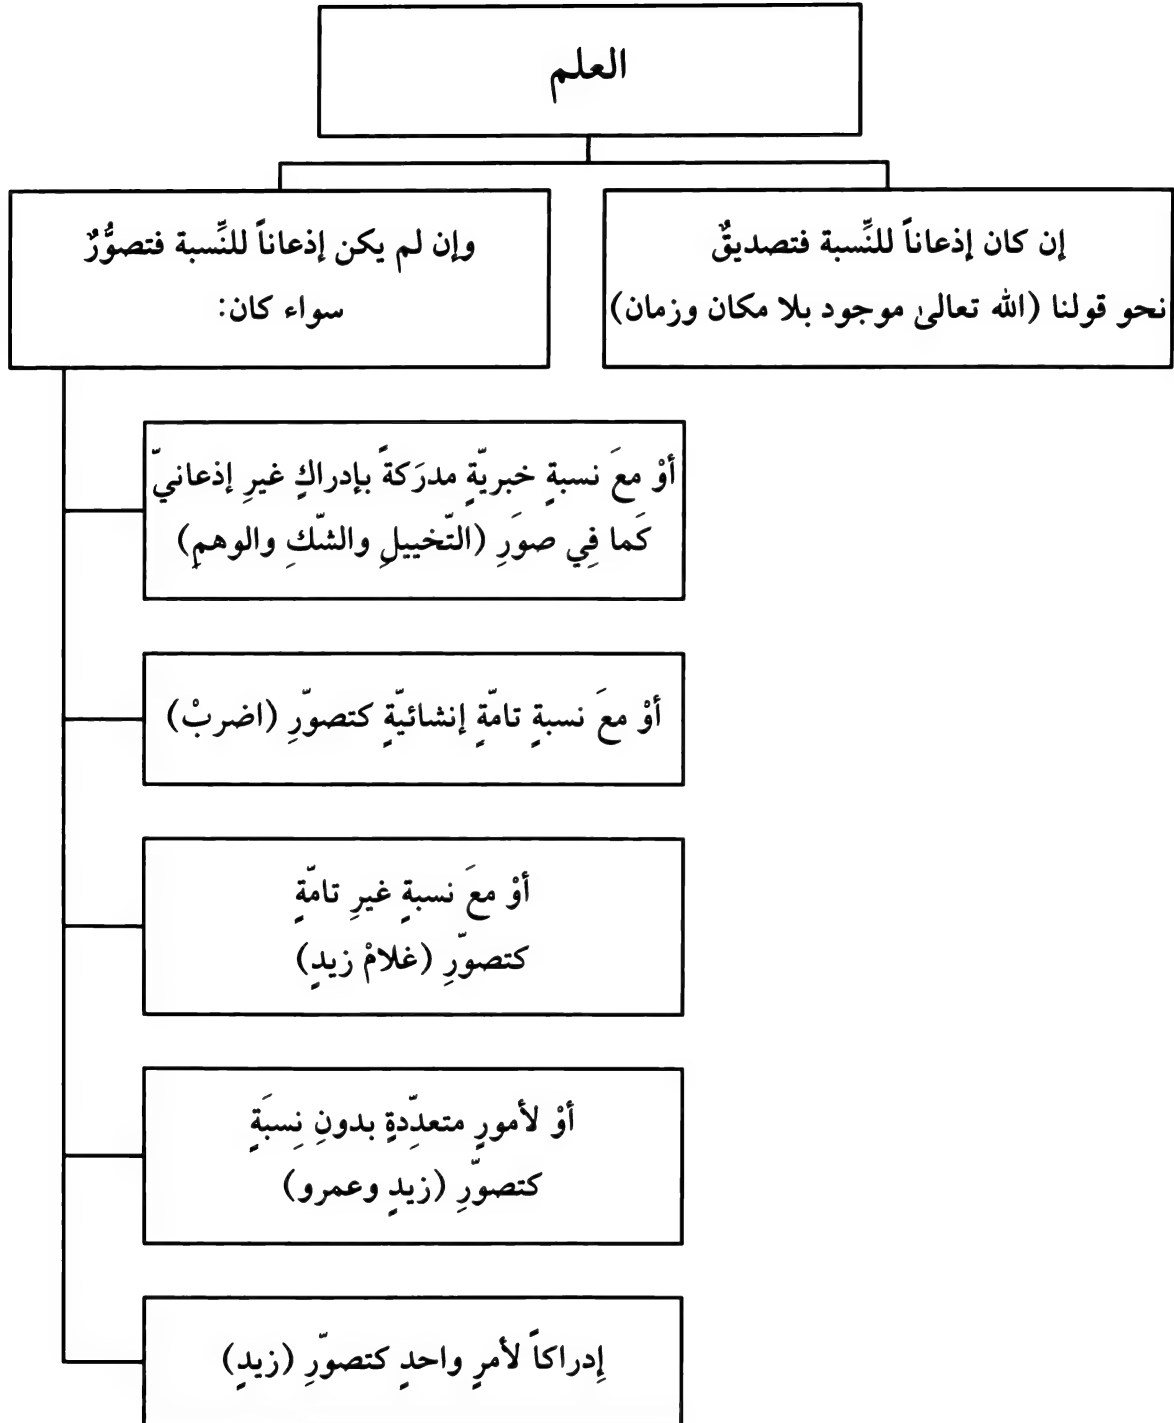 العلم
إن كان إذعاناً للنِّسبة فتصديقٌ
نحو قولنا (الله تعالىٰ موجود بلا مكان وزمان)
وإن لم يكن إذعاناً للنِّسبة فتصوُّرٌ
سواء كان:
أوْ معَ نسبةٍ خبريّةٍ مدرَكةً بإدراكٍ غيرِ إذعانيّ
كَما فِي صوَرِ (التّخييلِ والشّكِ والوهمِ)
أوْ معَ نسبةٍ تامّةٍ إنشائيّةٍ كتصوّرِ (اضربْ)
أوْ معَ نسبةٍ غيرِ تامّةٍ
كتصوّرِ (غلامْ زيدٍ)
أوْ لأمورٍ متعدِّدةٍ بدونِ نِسبَةٍ
كتصوّرِ (زيدٍ وعمرو)
إِدراكاً لأمرٍ واحدٍ كتصوّرِ (زيدٍ)